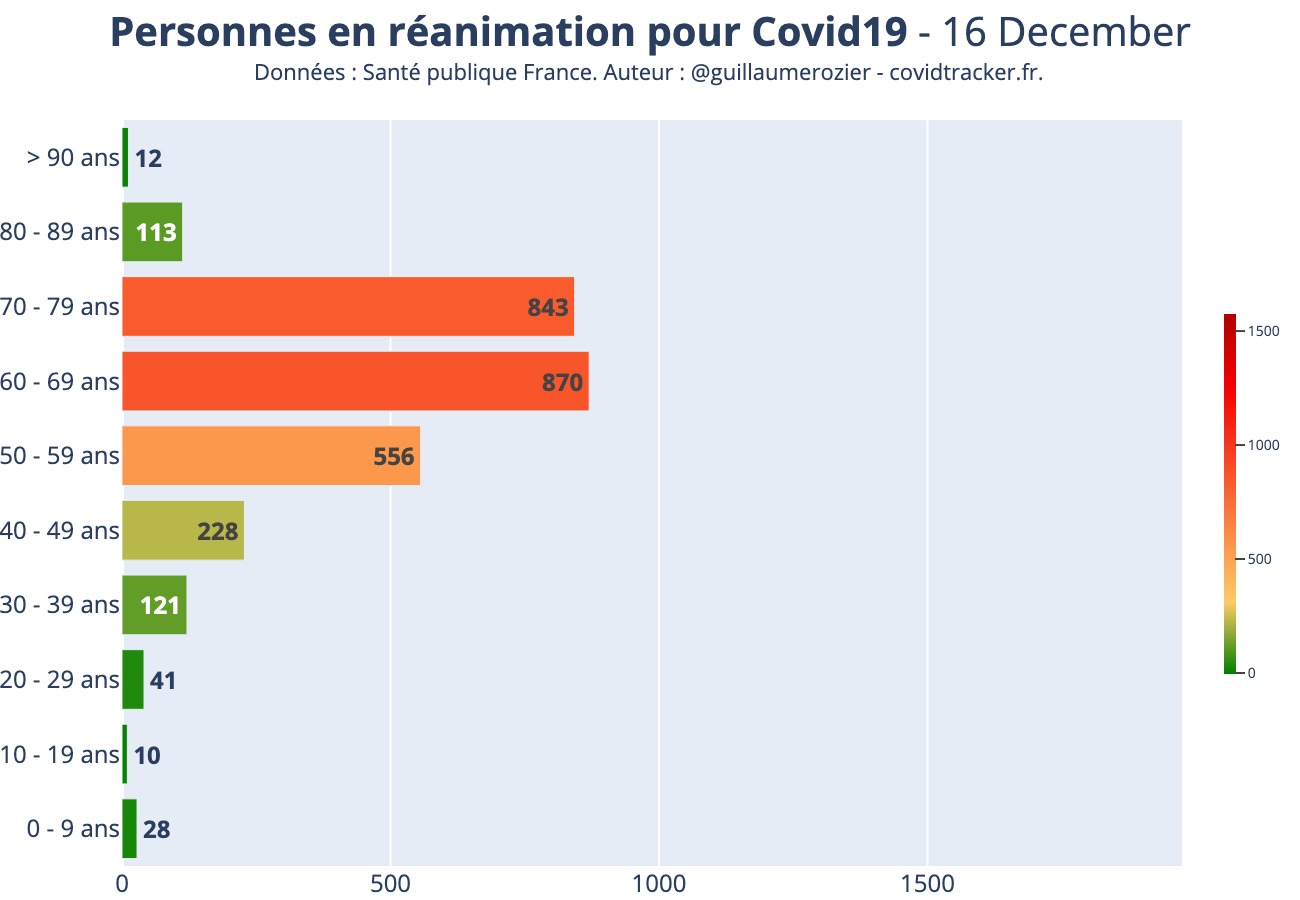 Personnes en réanimation pour Covid19 - 16 December
Données : Santé publique France. Auteur : @guillaumerozier - covidtracker.fr.
> 90 ans 12
80 - 89 ans 113
70 - 79 ans 843
60 - 69 ans 870
50 - 59 ans 556
40 - 49 ans 228
30 - 39 ans 121
20 - 29 ans 41
10 - 19 ans 10
0 - 9 ans 28
0 500 1000 1500
1500
1000
500
0